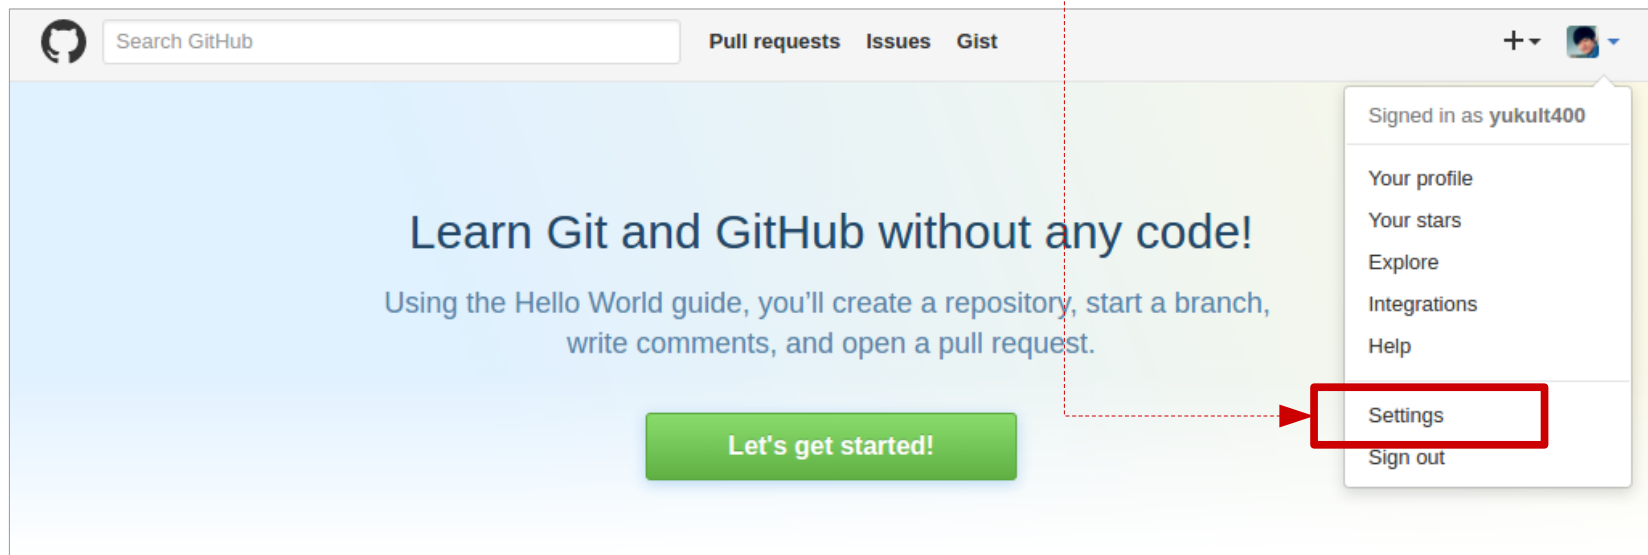 Search GitHub
Pull requests Issues Gist
Signed in as yukult400
Your profile
Your stars
Explore
Integrations
Help
Settings
Sign out
Learn Git and GitHub without any code!
Using the Hello World guide, you’ll create a repository, start a branch,
write comments, and open a pull request.
Let's get started!